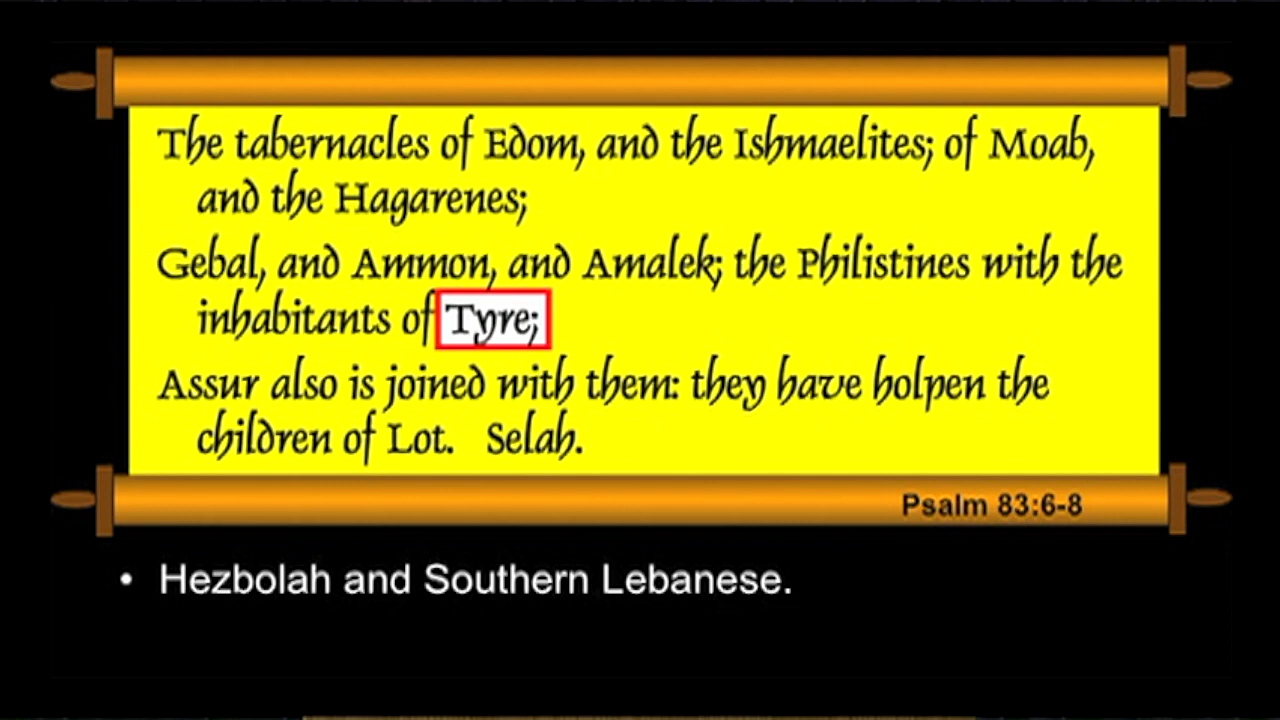 The tabernacles of Edom, and the Ishmaelites; of Moab,
and the Hagarenes;
Gebal, and Ammon, and Amalek; the Philistines with the
inhabitants of Tyre;
Assur also is joined with them: they have holpen the
children of Lot. Selah.
Psalm 83:6-8
• Hezbolah and Southern Lebanese.